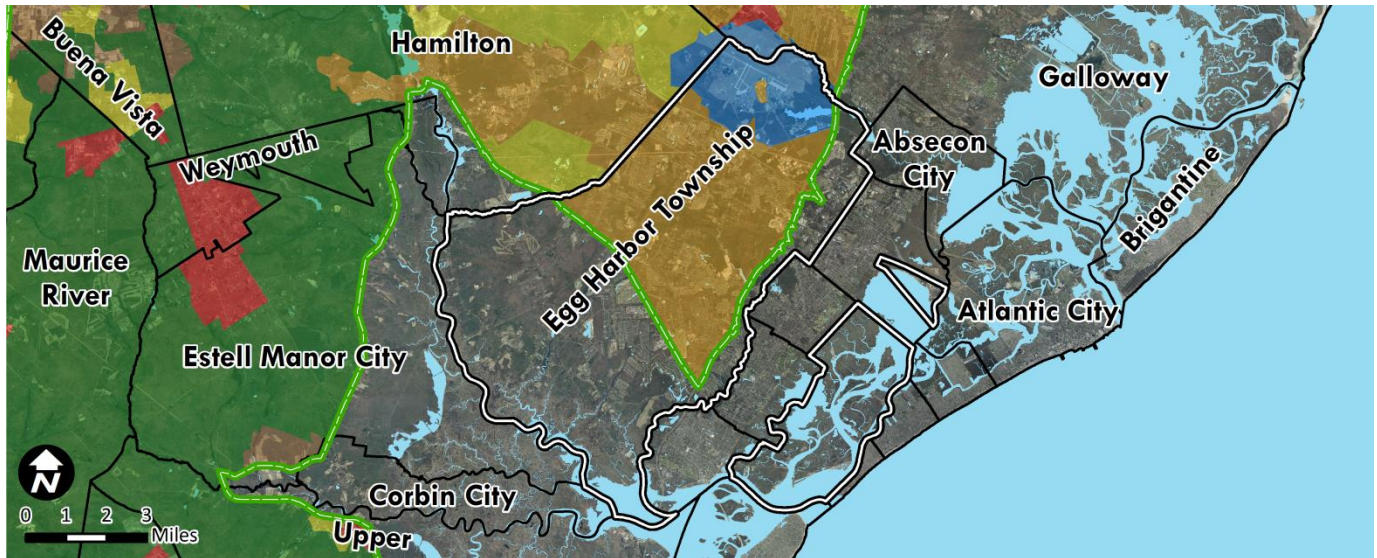 Hamilton
Buena Vista
Galloway
Weymouth
Absecon
City
Egg Harbor Township
Brigantine
Maurice
River
Atlantic City
Estell Manor City
Corbin City
Upper
N
0 1 2 3
Miles